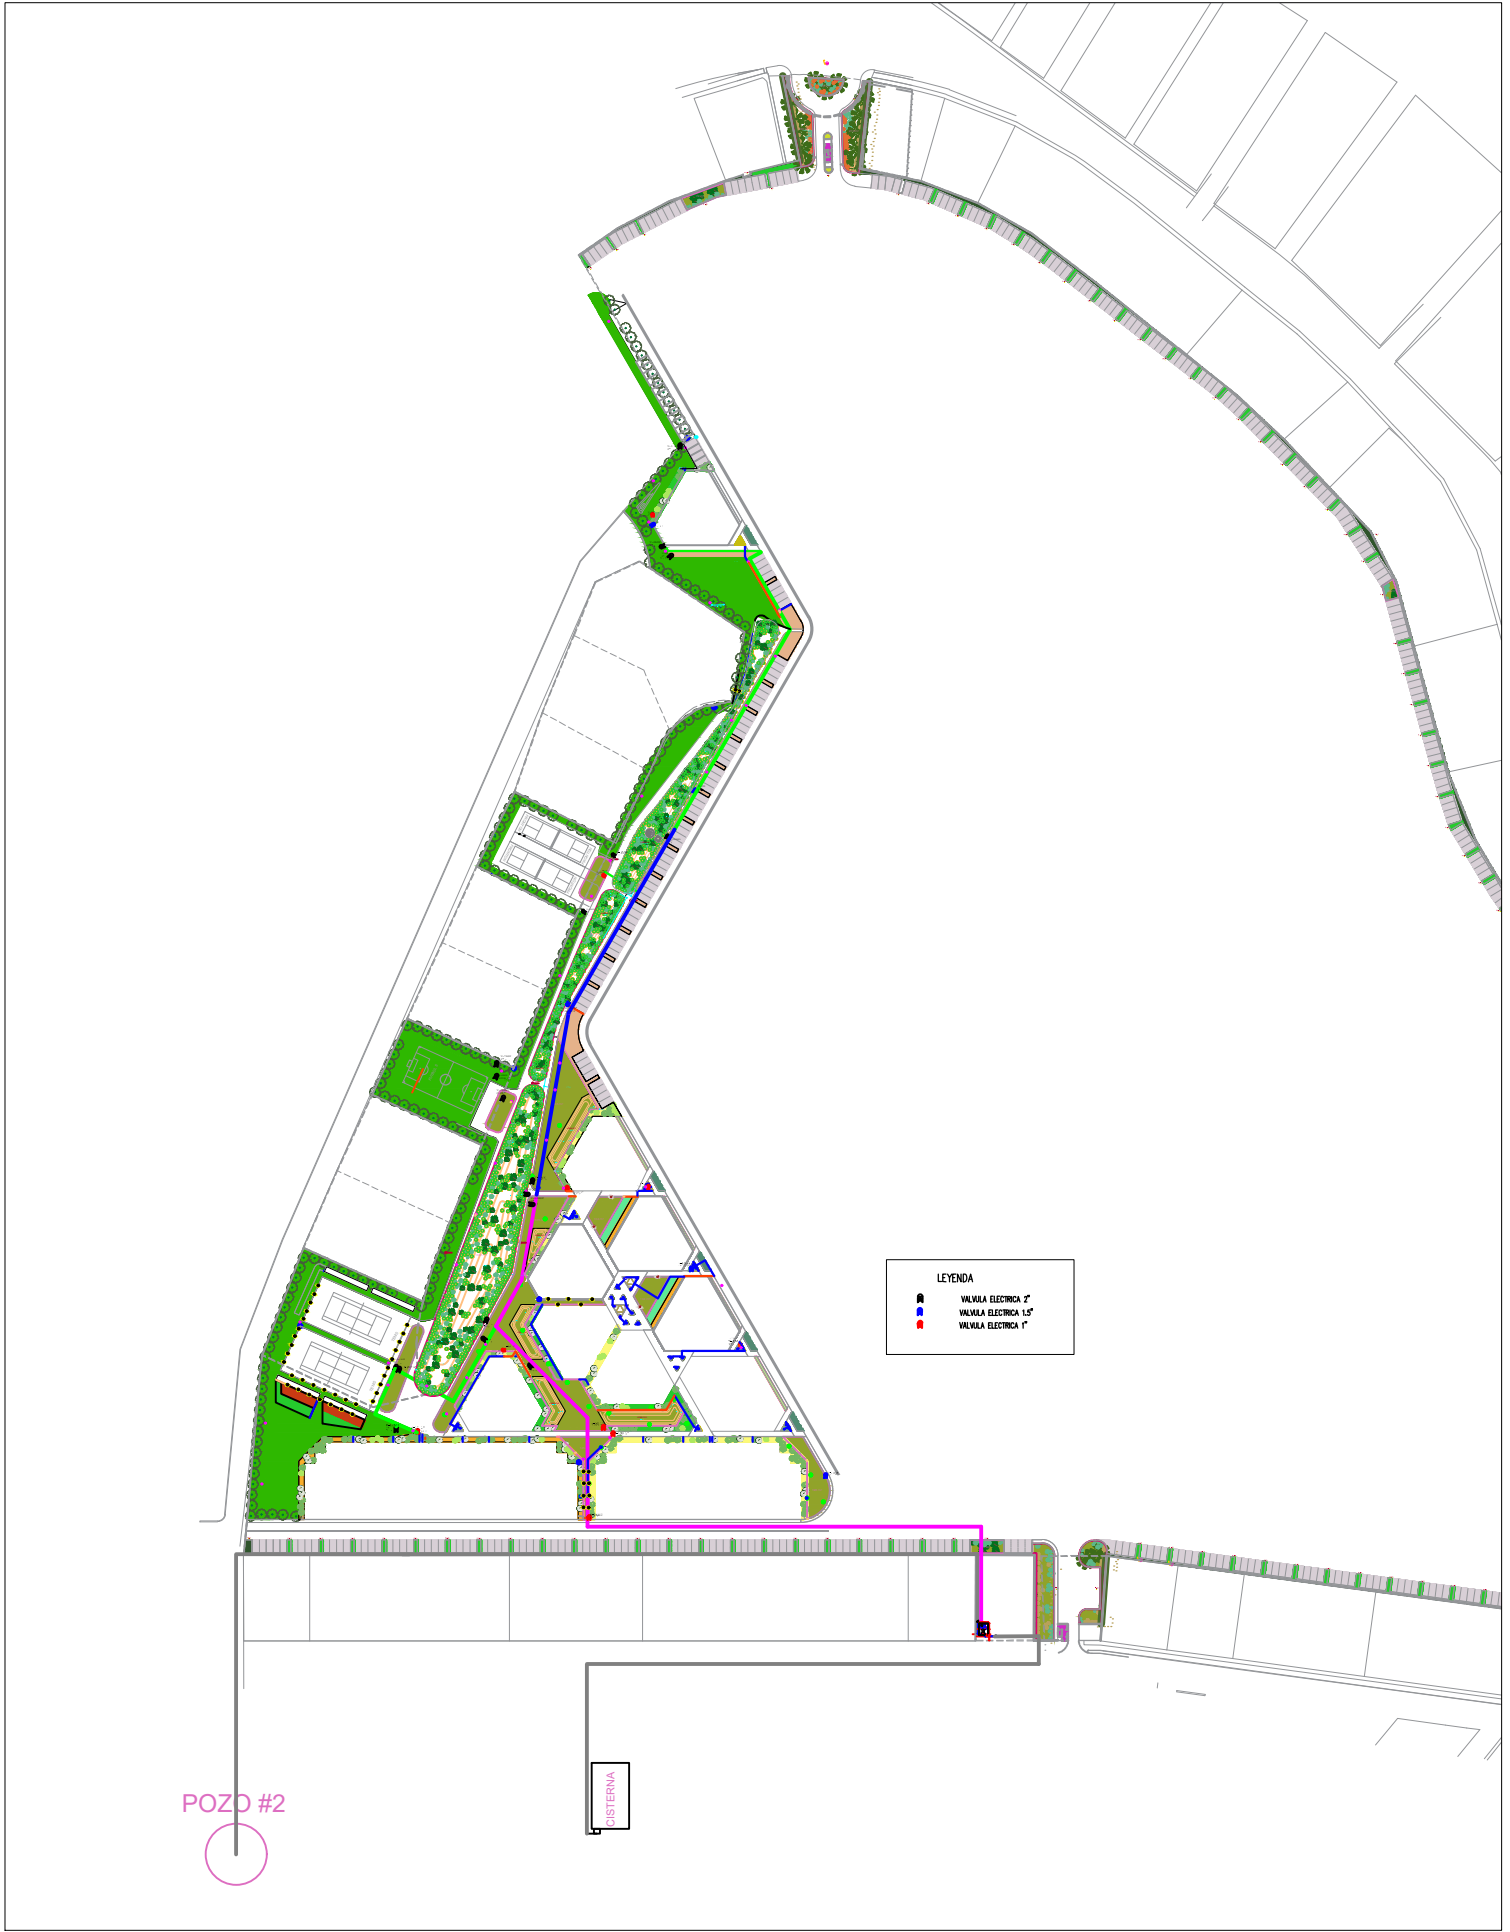 LEYENDA
VALVULA ELECTRICA 2"
VALVULA ELECTRICA 1.5"
VALVULA ELECTRICA 1"
CISTERNA
POZO #2